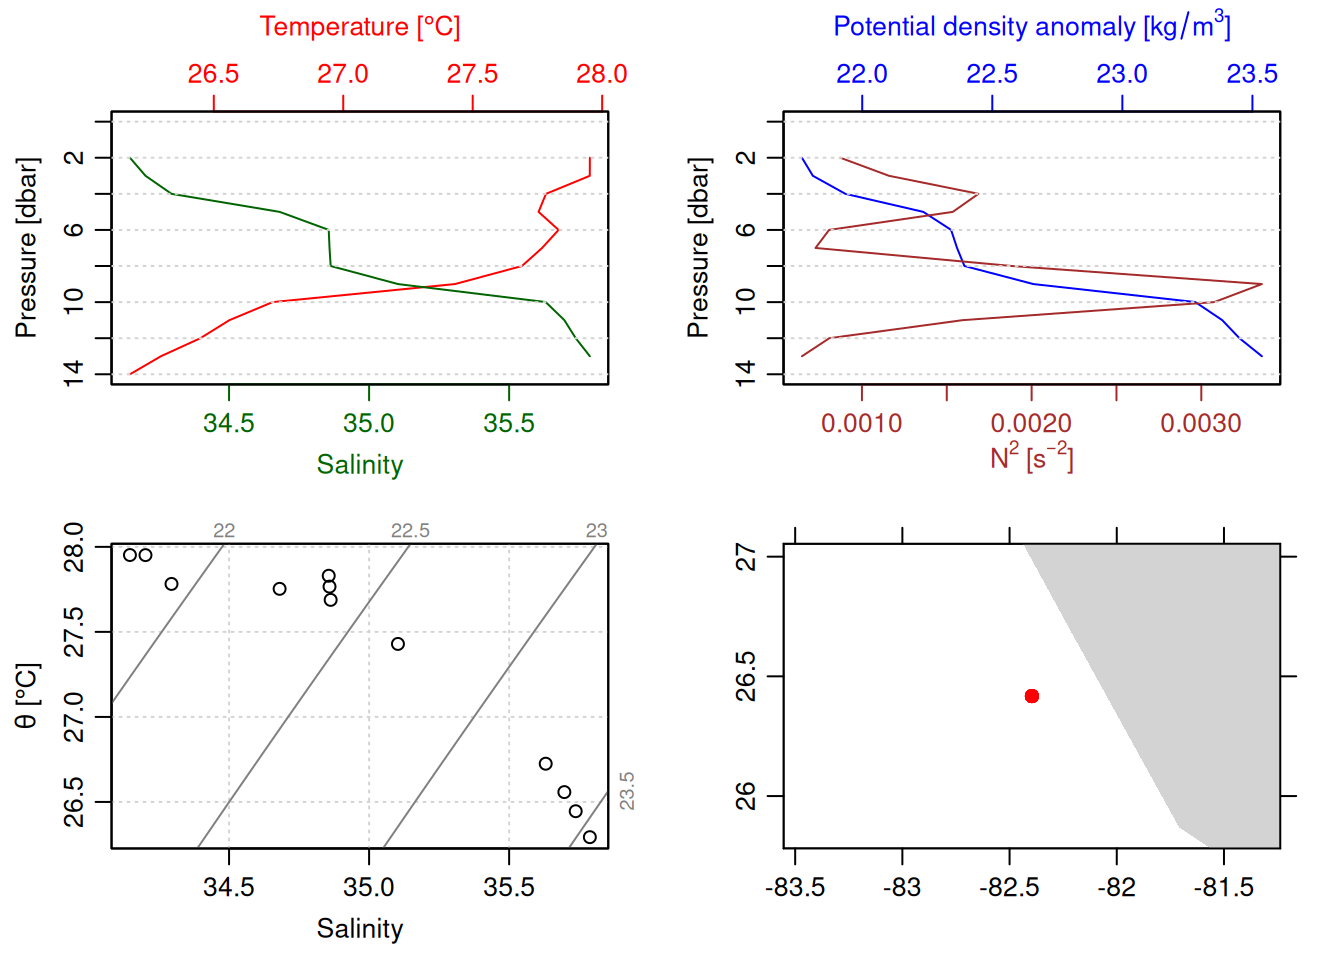 Temperature [°C]
26.5 27.0 27.5 28.0
Pressure [dbar]
2
6
10
14
34.5 35.0 35.5
Salinity
Potential density anomaly [kg/m³]
22.0 22.5 23.0 23.5
Pressure [dbar]
2
6
10
14
0.0010 0.0020 0.0030
N² [s⁻²]
22 22.5 23
23.5
θ [°C]
28.0
27.5
27.0
26.5
34.5 35.0 35.5
Salinity
27
26.5
26
-83.5 -83 -82.5 -82 -81.5